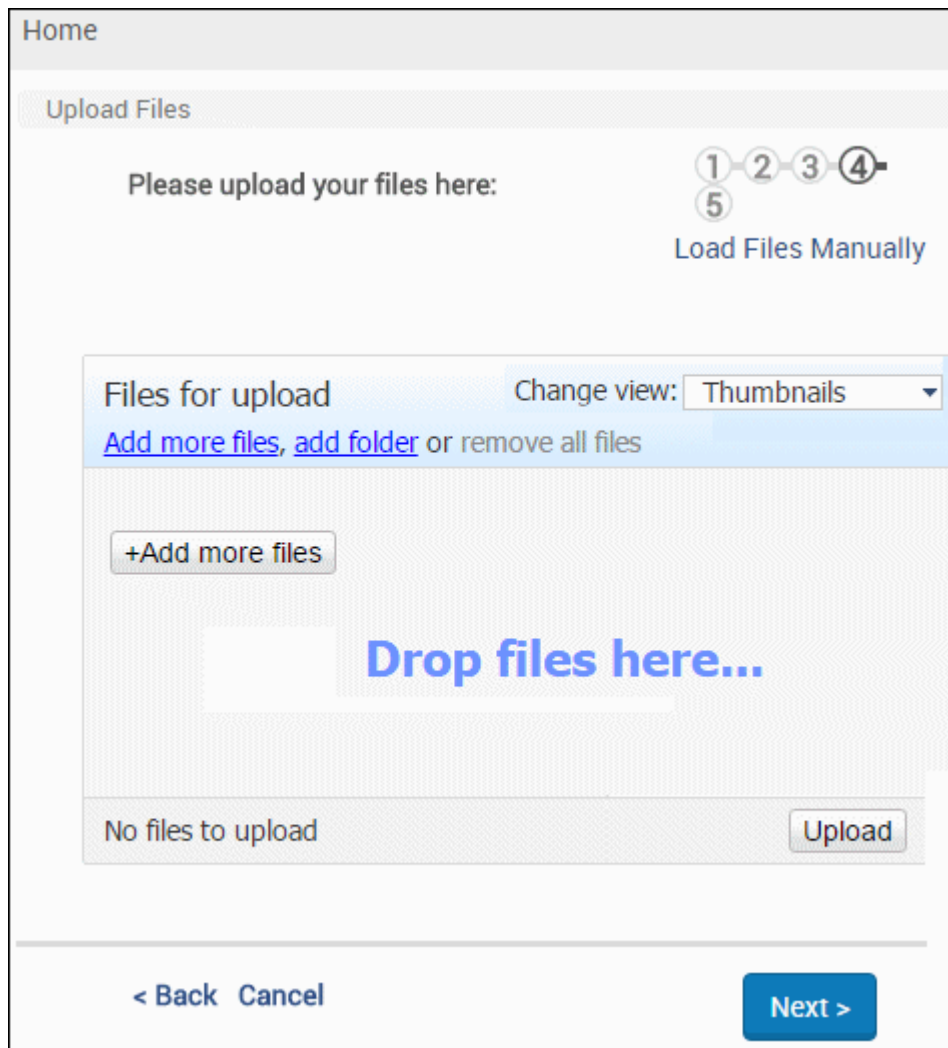 Home
Upload Files
Please upload your files here:
1 2 3 4
5
Load Files Manually
Files for upload
Change view: Thumbnails
Add more files, add folder or remove all files
+Add more files
Drop files here...
No files to upload
Upload
< Back Cancel
Next >